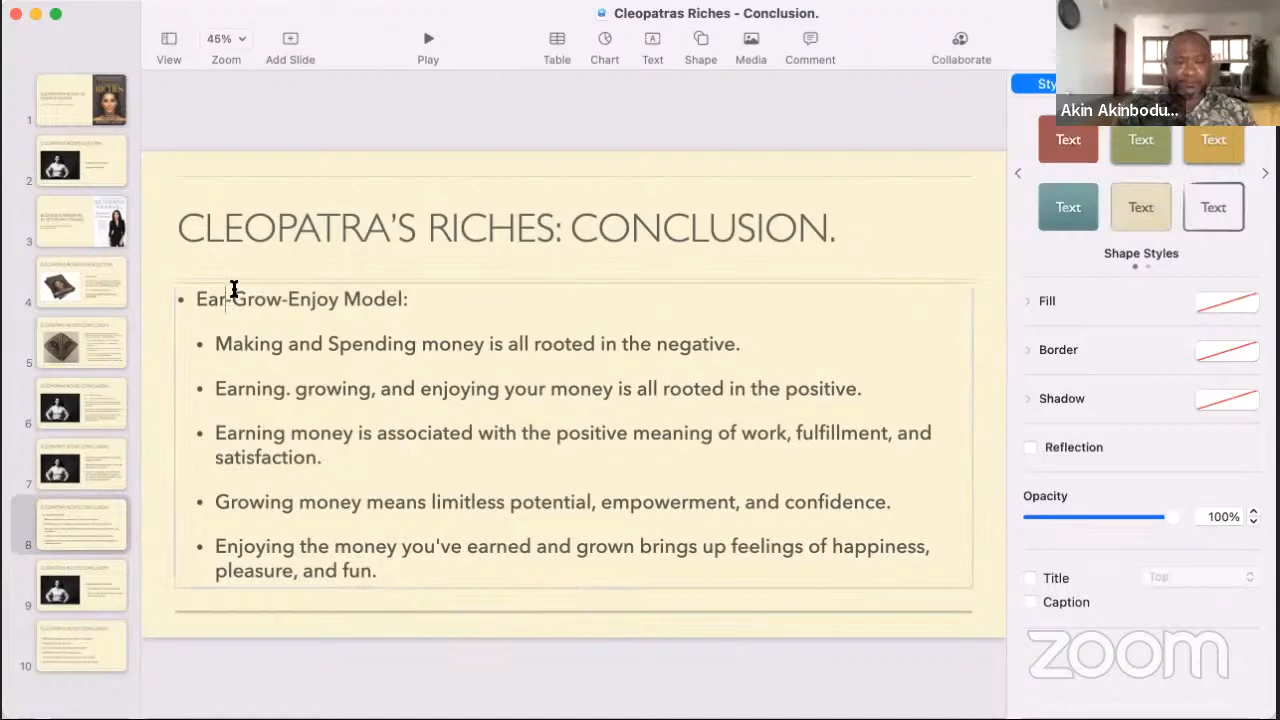 Cleopatras Riches - Conclusion.
46%
View
Zoom
Add Slide
Play
Table
Chart
Text
Shape
Media
Comment
Collaborate
Sty
Akin Akinbodu...
1
2
3
4
5
6
7
8
9
10
CLEOPATRA'S RICHES: CONCLUSION.
• Ear-Grow-Enjoy Model:
• Making and Spending money is all rooted in the negative.
• Earning. growing, and enjoying your money is all rooted in the positive.
• Earning money is associated with the positive meaning of work, fulfillment, and
satisfaction.
• Growing money means limitless potential, empowerment, and confidence.
• Enjoying the money you've earned and grown brings up feelings of happiness,
pleasure, and fun.
Text Text Text
Text Text Text
Shape Styles
Fill
Border
Shadow
Reflection
Opacity
100%
Title
Top
Caption
zoom